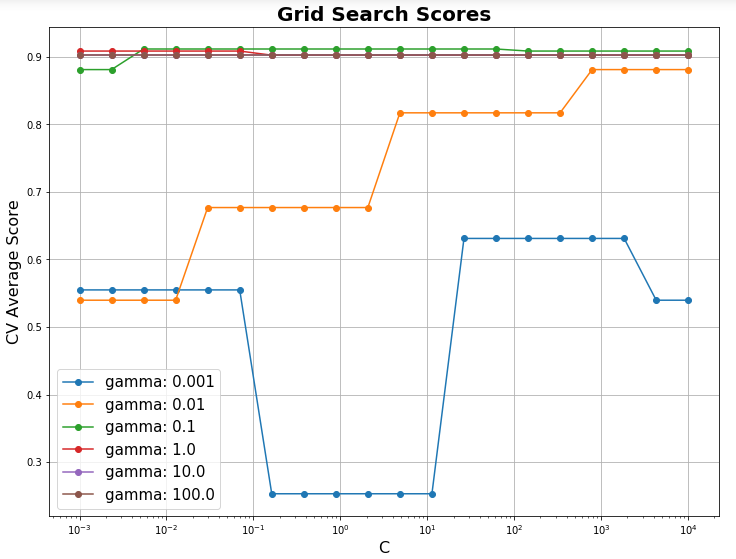 Grid Search Scores
CV Average Score
0.9
0.8
0.7
0.6
0.5
0.4
0.3
gamma: 0.001
gamma: 0.01
gamma: 0.1
gamma: 1.0
gamma: 10.0
gamma: 100.0
10⁻³ 10⁻² 10⁻¹ 10⁰ 10¹ 10² 10³ 10⁴
C